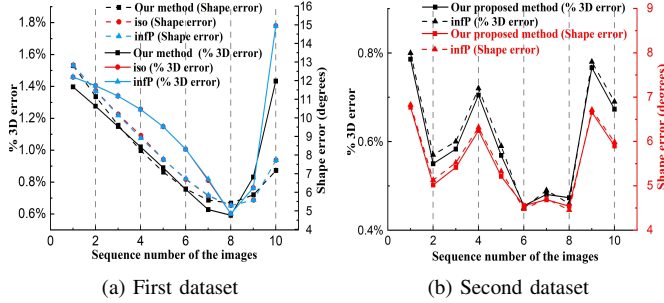 Our method (Shape error)
iso (Shape error)
infP (Shape error)
Our method (% 3D error)
iso (% 3D error)
infP (% 3D error)
1.8%
1.6%
1.4%
1.2%
1.0%
0.8%
0.6%
% 3D error
15
14
13
12
11
10
9
8
7
6
5
4
Shape error (degrees)
0 2 4 6 8 10
Sequence number of the images
(a) First dataset
Our proposed method (% 3D error)
infP (% 3D error)
Our proposed method (Shape error)
infP (Shape error)
0.8%
0.6%
0.4%
% 3D error
9
8
7
6
5
4
Shape error (degrees)
0 2 4 6 8 10
Sequence number of the images
(b) Second dataset